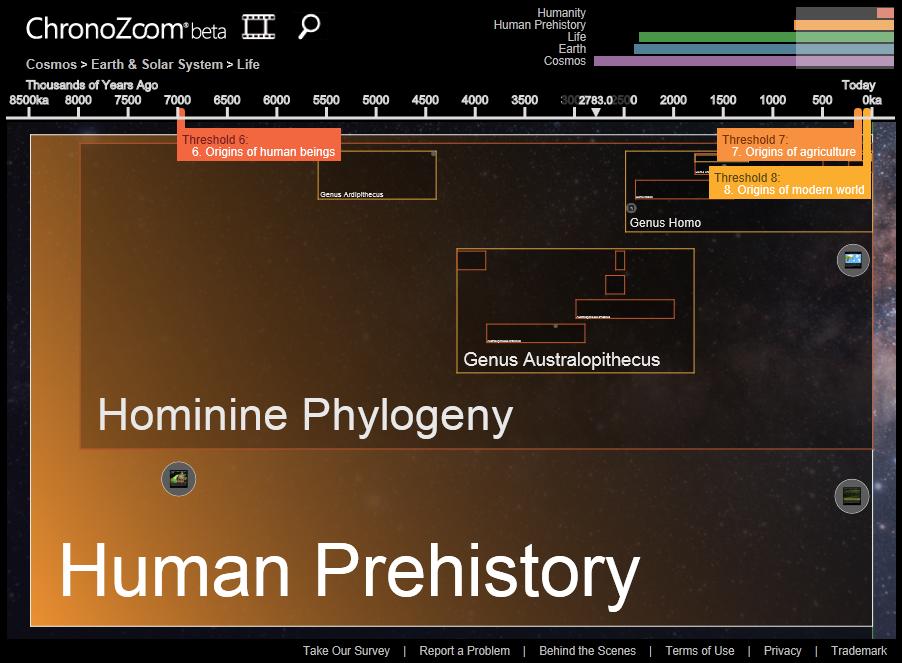 ChronoZoom® beta
Humanity
Human Prehistory
Life
Earth
Cosmos
Cosmos > Earth & Solar System > Life
Thousands of Years Ago
Today
8500ka 8000 7500 7000 6500 6000 5500 5000 4500 4000 3500 2783.0 1500 1000 500 0ka
Threshold 6:
6. Origins of human beings
Threshold 7:
7. Origins of agriculture
Threshold 8:
8. Origins of modern world
Genus Ardipithecus
Genus Homo
Genus Australopithecus
Hominine Phylogeny
Human Prehistory
Take Our Survey | Report a Problem | Behind the Scenes | Terms of Use | Privacy | Trademark